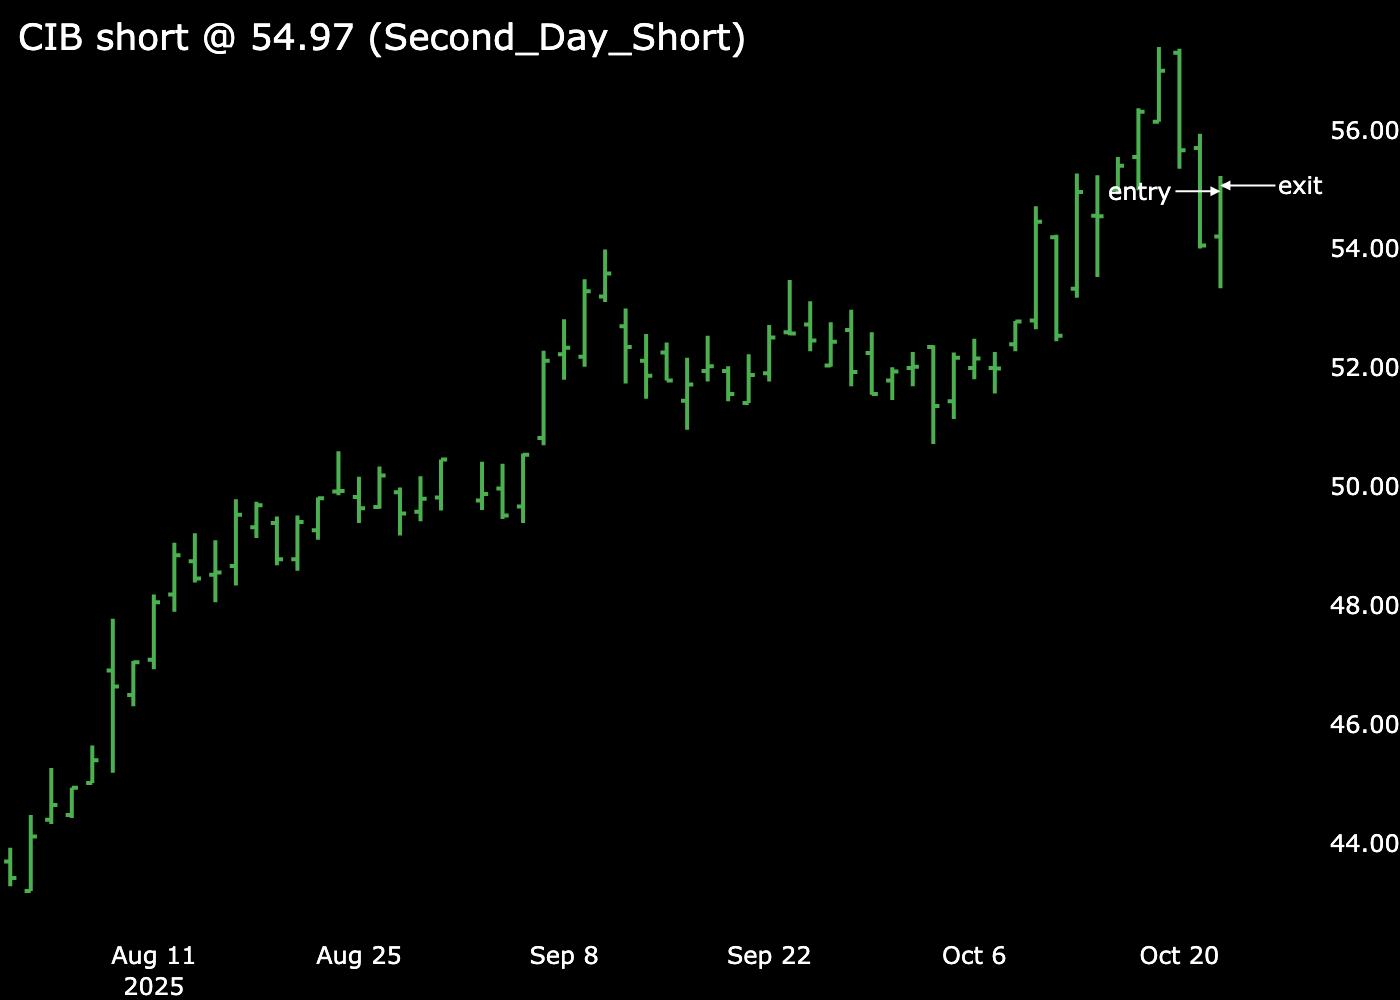 CIB short @ 54.97 (Second_Day_Short)
56.00
entry
exit
54.00
52.00
50.00
48.00
46.00
44.00
Aug 11
2025
Aug 25
Sep 8
Sep 22
Oct 6
Oct 20